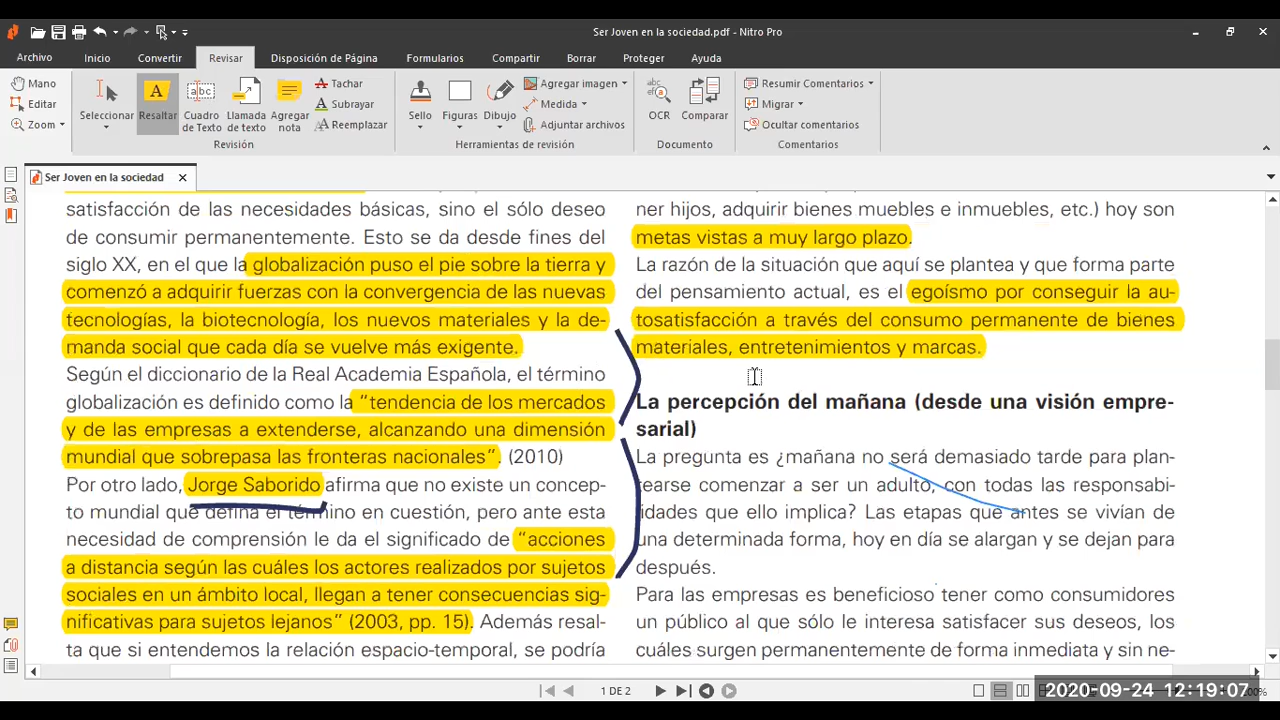 Ser Joven en la sociedad.pdf - Nitro Pro
Archivo
Inicio
Convertir
Revisar
Disposición de Página
Formularios
Compartir
Borrar
Proteger
Ayuda
Mano
Editar
Zoom
Seleccionar
Resaltar
Cuadro de Texto
Llamada de texto
Agregar nota
Tachar
Subrayar
Reemplazar
Revisión
Sello
Figuras
Dibujo
Agregar imagen
Medida
Adjuntar archivos
Herramientas de revisión
OCR
Comparar
Documento
Resumir Comentarios
Migrar
Ocultar comentarios
Comentarios
Ser Joven en la sociedad
satisfacción de las necesidades básicas, sino el sólo deseo
de consumir permanentemente. Esto se da desde fines del
siglo XX, en el que la globalización puso el pie sobre la tierra y
comenzó a adquirir fuerzas con la convergencia de las nuevas
tecnologías, la biotecnología, los nuevos materiales y la de-
manda social que cada día se vuelve más exigente.
Según el diccionario de la Real Academia Española, el término
globalización es definido como la “tendencia de los mercados
y de las empresas a extenderse, alcanzando una dimensión
mundial que sobrepasa las fronteras nacionales”. (2010)
Por otro lado, Jorge Saborido afirma que no existe un concep-
to mundial que defina el término en cuestión, pero ante esta
necesidad de comprensión le da el significado de “acciones
a distancia según las cuáles los actores realizados por sujetos
sociales en un ámbito local, llegan a tener consecuencias sig-
nificativas para sujetos lejanos” (2003, pp. 15). Además resal-
ta que si entendemos la relación espacio-temporal, se podría
ner hijos, adquirir bienes muebles e inmuebles, etc.) hoy son
metas vistas a muy largo plazo.
La razón de la situación que aquí se plantea y que forma parte
del pensamiento actual, es el egoísmo por conseguir la au-
tosatisfacción a través del consumo permanente de bienes
materiales, entretenimientos y marcas.
La percepción del mañana (desde una visión empre-
sarial)
La pregunta es ¿mañana no será demasiado tarde para plan-
tearse comenzar a ser un adulto, con todas las responsabi-
lidades que ello implica? Las etapas que antes se vivían de
una determinada forma, hoy en día se alargan y se dejan para
después.
Para las empresas es beneficioso tener como consumidores
un público al que sólo le interesa satisfacer sus deseos, los
cuáles surgen permanentemente de forma inmediata y sin ne-
1 DE 2
2020-09-24 12:19:07